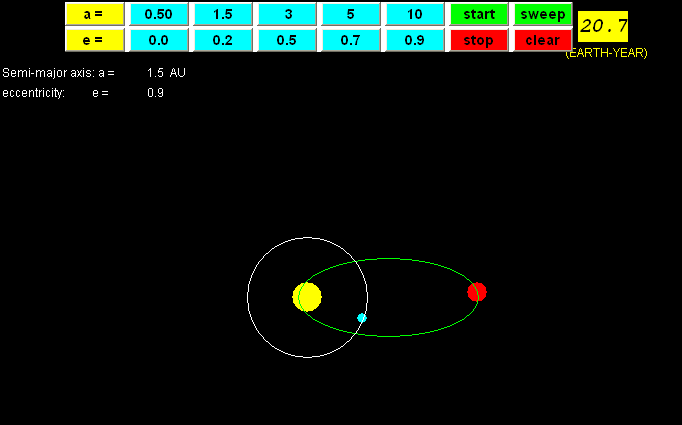 a = 0.50 1.5 3 5 10 start sweep
20.7
e = 0.0 0.2 0.5 0.7 0.9 stop clear
(EARTH-YEAR)
Semi-major axis: a = 1.5 AU
eccentricity: e = 0.9